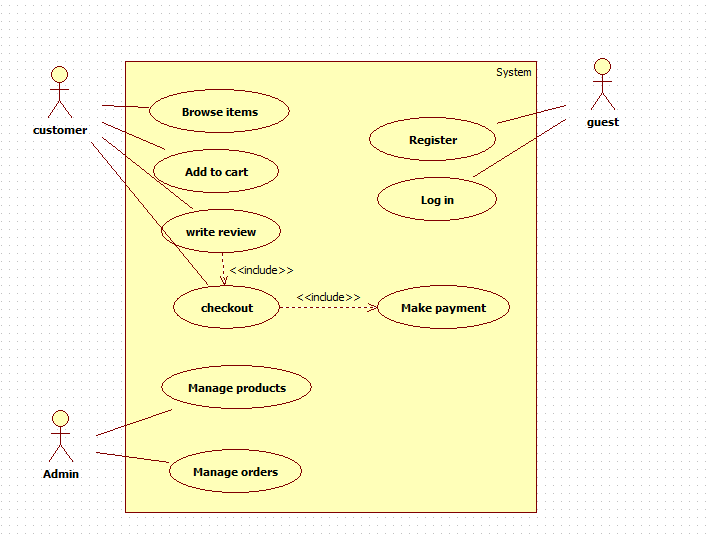 System
customer
Browse items
guest
Register
Add to cart
Log in
write review
<<include>>
<<include>>
checkout
Make payment
Manage products
Admin
Manage orders